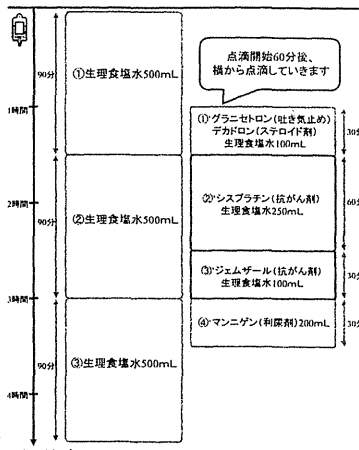 90分
①生理食塩水500mL
点滴開始60分後、
横から点滴していきます
1時間
①'グラニセトロン(吐き気止め)
デカドロン(ステロイド剤)
生理食塩水100mL
30分
2時間
90分
②生理食塩水500mL
②'シスプラチン(抗がん剤)
生理食塩水250mL
60分
③'ジェムザール(抗がん剤)
生理食塩水100mL
30分
3時間
④'マンニゲン(利尿剤)200mL
30分
90分
③生理食塩水500mL
4時間